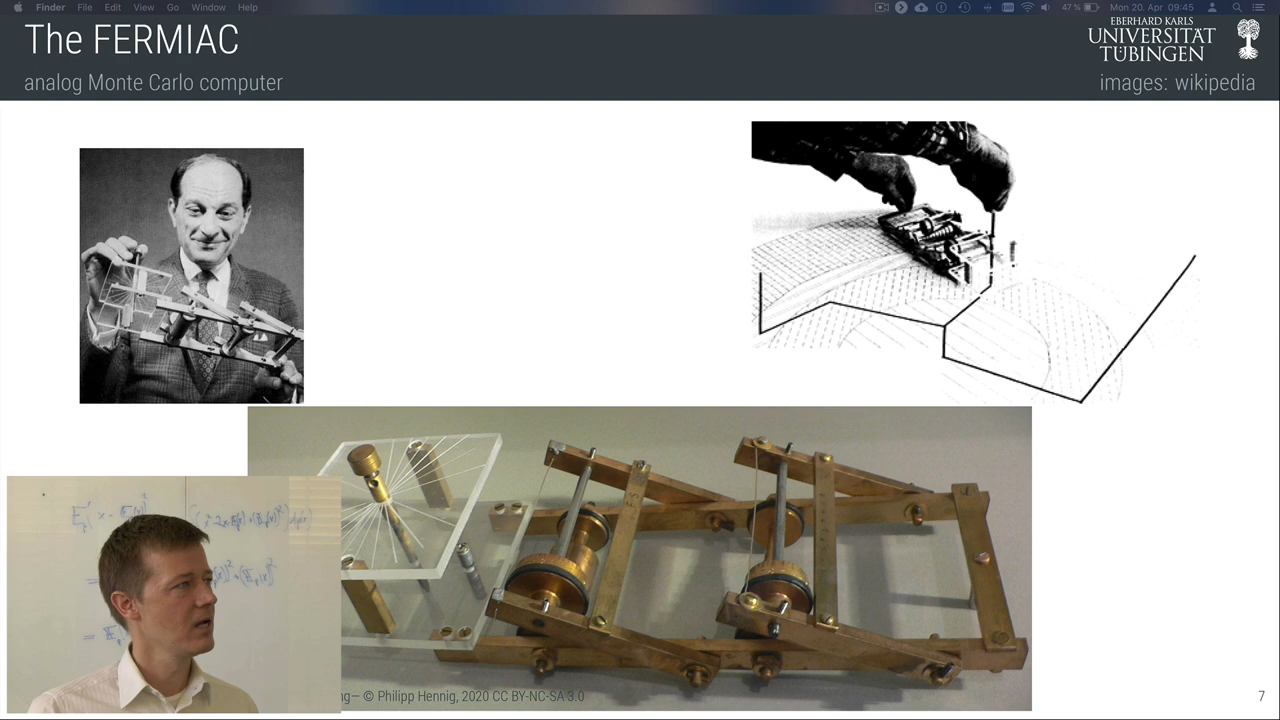 Finder File Edit View Go Window Help
47 % Mon 20. Apr 09:45
The FERMIAC
EBERHARD KARLS
UNIVERSITÄT
TÜBINGEN
analog Monte Carlo computer
images: wikipedia
ng— © Philipp Hennig, 2020 CC BY-NC-SA 3.0
7